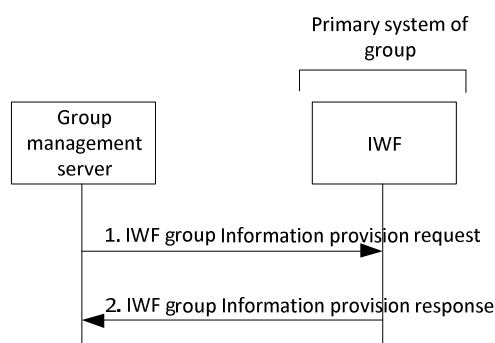 Primary system of
group
Group
management
server
IWF
1. IWF group Information provision request
2. IWF group Information provision response